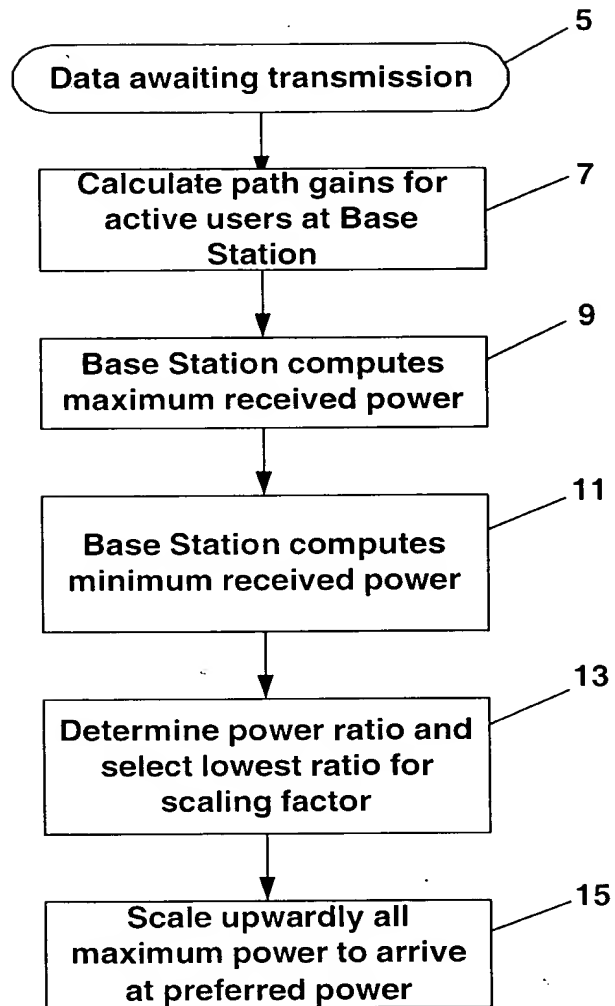 5
Data awaiting transmission
7
Calculate path gains for
active users at Base
Station
9
Base Station computes
maximum received power
11
Base Station computes
minimum received power
13
Determine power ratio and
select lowest ratio for
scaling factor
15
Scale upwardly all
maximum power to arrive
at preferred power